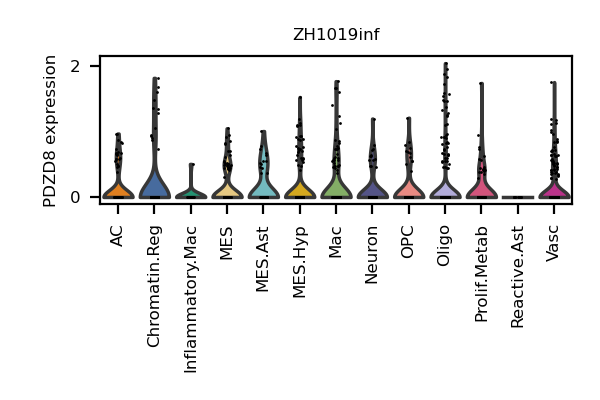 ZH1019inf
PDZD8 expression
2
0
AC
Chromatin.Reg
Inflammatory.Mac
MES
MES.Ast
MES.Hyp
Mac
Neuron
OPC
Oligo
Prolif.Metab
Reactive.Ast
Vasc